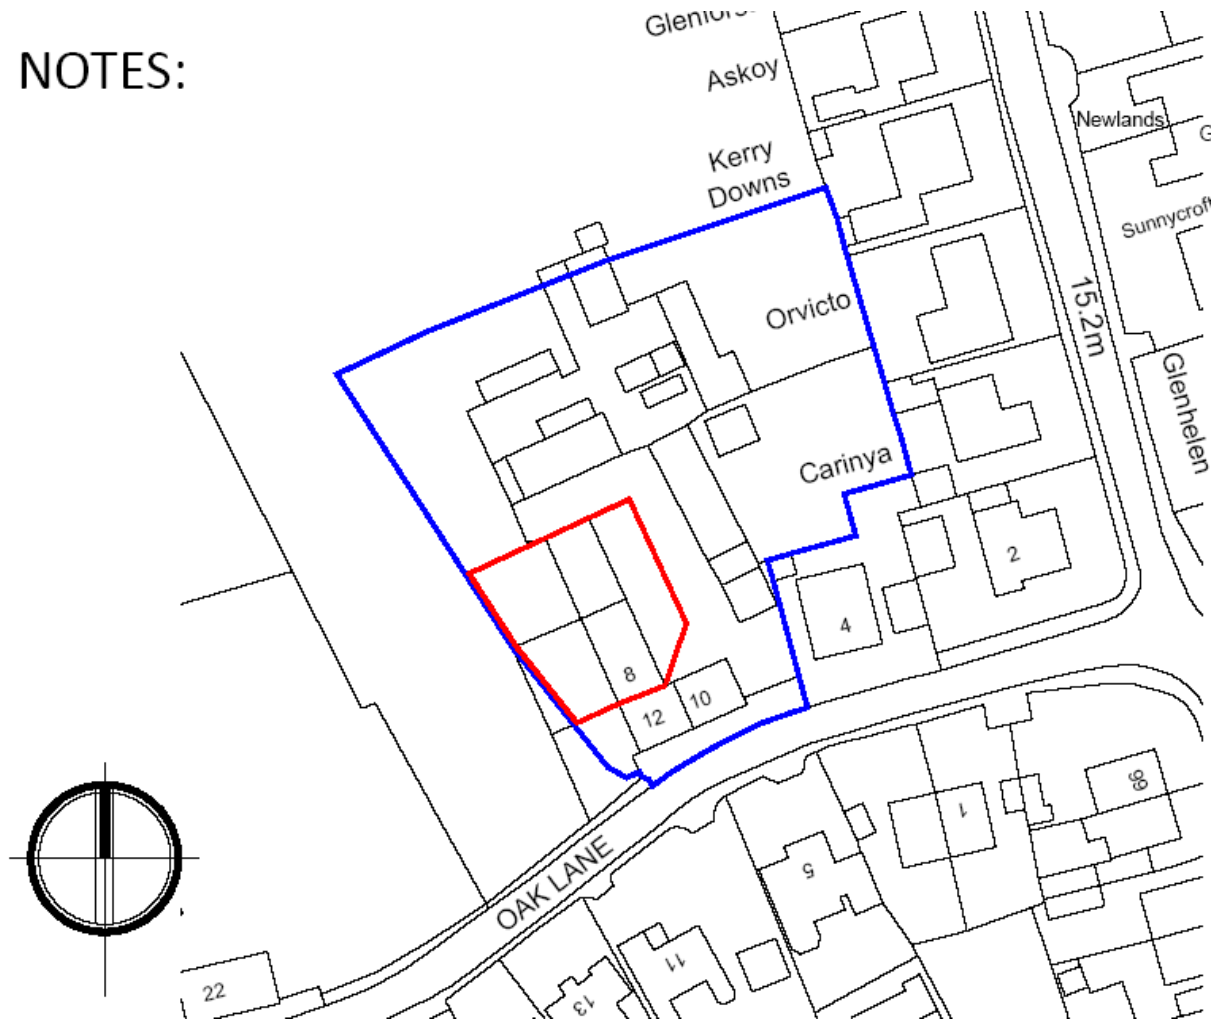 NOTES:
Askoy
Kerry
Downs
Newlands
Orvicto
15.2m
Glenhelen
Carinya
2
4
8
10
12
OAK LANE
1
66
5
11
13
22